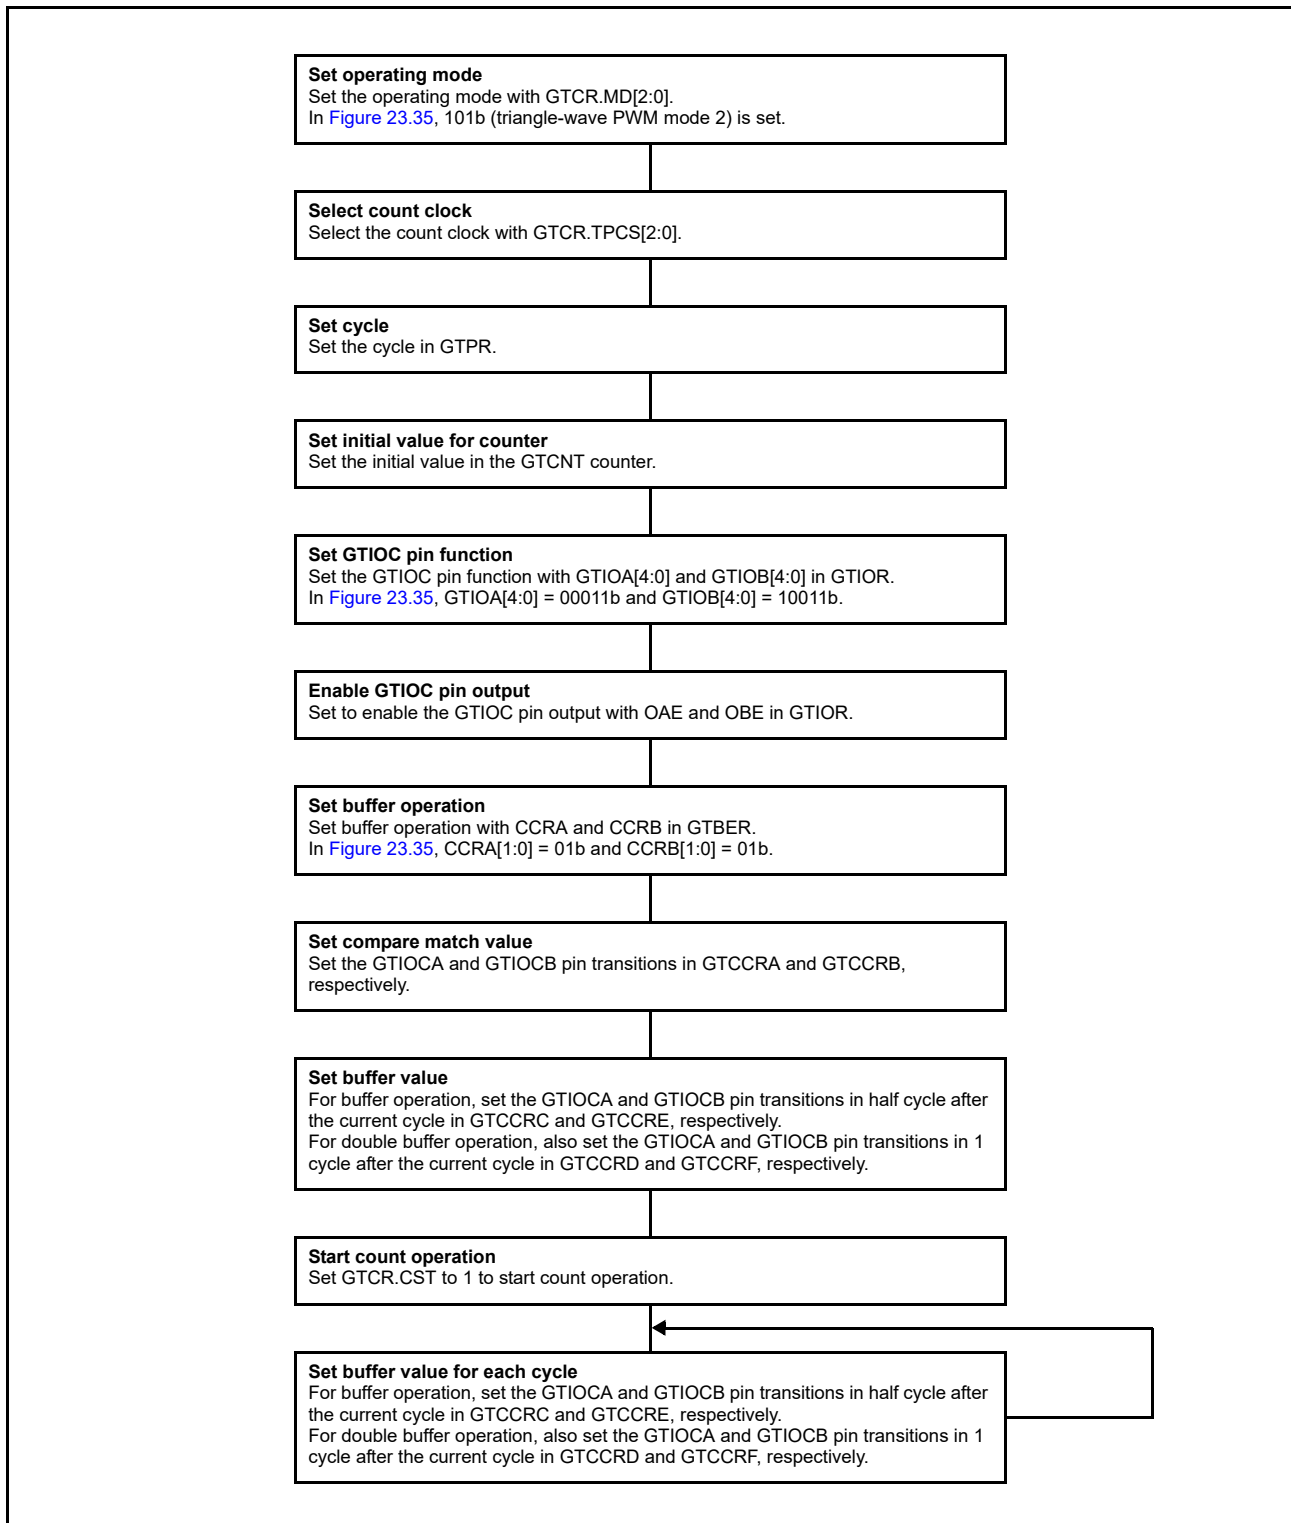 Set operating mode
Set the operating mode with GTCR.MD[2:0].
In Figure 23.35, 101b (triangle-wave PWM mode 2) is set.
Select count clock
Select the count clock with GTCR.TPCS[2:0].
Set cycle
Set the cycle in GTPR.
Set initial value for counter
Set the initial value in the GTCNT counter.
Set GTIOC pin function
Set the GTIOC pin function with GTIOA[4:0] and GTIOB[4:0] in GTIOR.
In Figure 23.35, GTIOA[4:0] = 00011b and GTIOB[4:0] = 10011b.
Enable GTIOC pin output
Set to enable the GTIOC pin output with OAE and OBE in GTIOR.
Set buffer operation
Set buffer operation with CCRA and CCRB in GTBER.
In Figure 23.35, CCRA[1:0] = 01b and CCRB[1:0] = 01b.
Set compare match value
Set the GTIOCA and GTIOCB pin transitions in GTCCRA and GTCCRB,
respectively.
Set buffer value
For buffer operation, set the GTIOCA and GTIOCB pin transitions in half cycle after
the current cycle in GTCCRC and GTCCRE, respectively.
For double buffer operation, also set the GTIOCA and GTIOCB pin transitions in 1
cycle after the current cycle in GTCCRD and GTCCRF, respectively.
Start count operation
Set GTCR.CST to 1 to start count operation.
Set buffer value for each cycle
For buffer operation, set the GTIOCA and GTIOCB pin transitions in half cycle after
the current cycle in GTCCRC and GTCCRE, respectively.
For double buffer operation, also set the GTIOCA and GTIOCB pin transitions in 1
cycle after the current cycle in GTCCRD and GTCCRF, respectively.